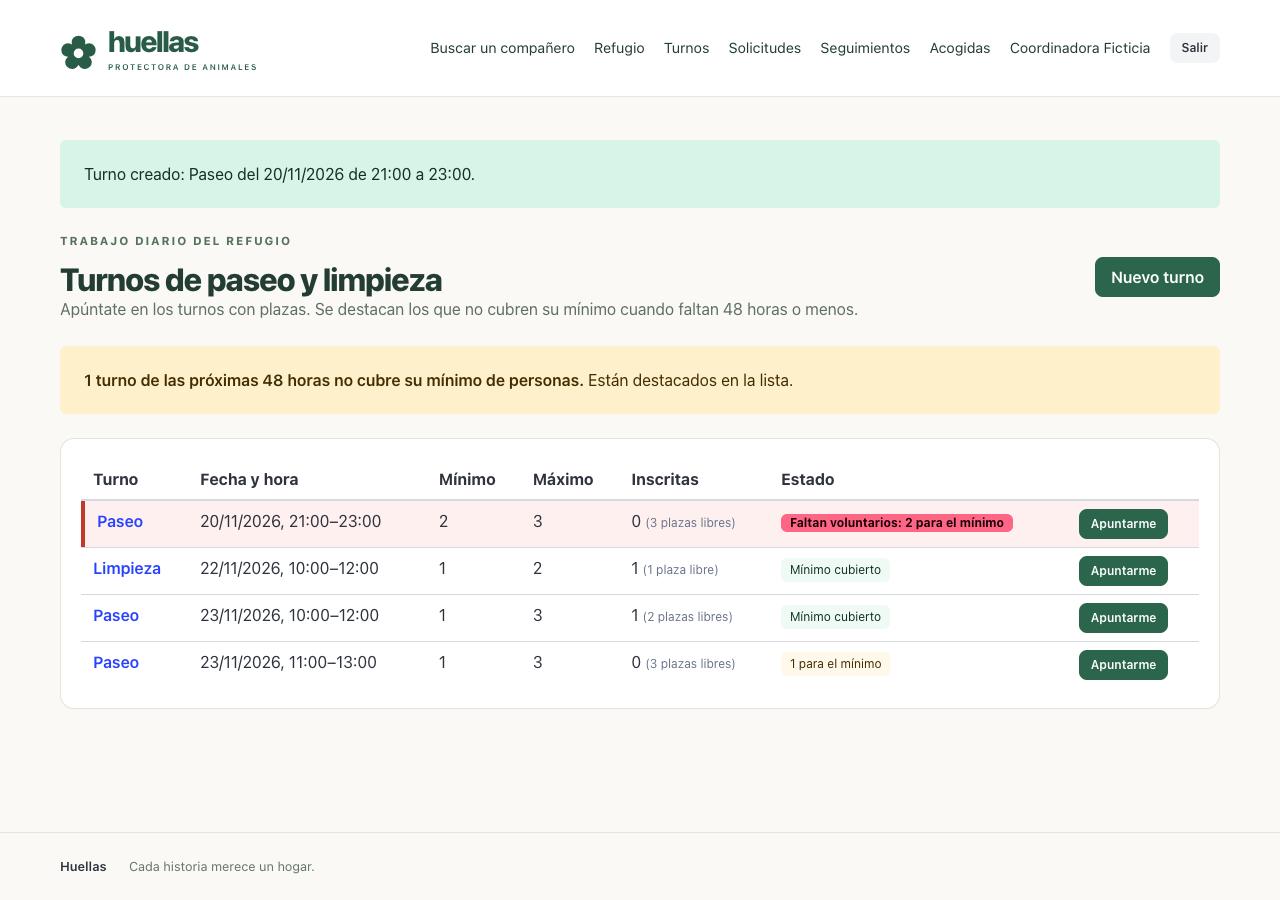 huellas
PROTECTORA DE ANIMALES
Buscar un compañero Refugio Turnos Solicitudes Seguimientos Acogidas Coordinadora Ficticia Salir
Turno creado: Paseo del 20/11/2026 de 21:00 a 23:00.
TRABAJO DIARIO DEL REFUGIO
Turnos de paseo y limpieza
Nuevo turno
Apúntate en los turnos con plazas. Se destacan los que no cubren su mínimo cuando faltan 48 horas o menos.
1 turno de las próximas 48 horas no cubre su mínimo de personas. Están destacados en la lista.
Turno Fecha y hora Mínimo Máximo Inscritas Estado
Paseo 20/11/2026, 21:00–23:00 2 3 0 (3 plazas libres) Faltan voluntarios: 2 para el mínimo Apuntarme
Limpieza 22/11/2026, 10:00–12:00 1 2 1 (1 plaza libre) Mínimo cubierto Apuntarme
Paseo 23/11/2026, 10:00–12:00 1 3 1 (2 plazas libres) Mínimo cubierto Apuntarme
Paseo 23/11/2026, 11:00–13:00 1 3 0 (3 plazas libres) 1 para el mínimo Apuntarme
Huellas Cada historia merece un hogar.